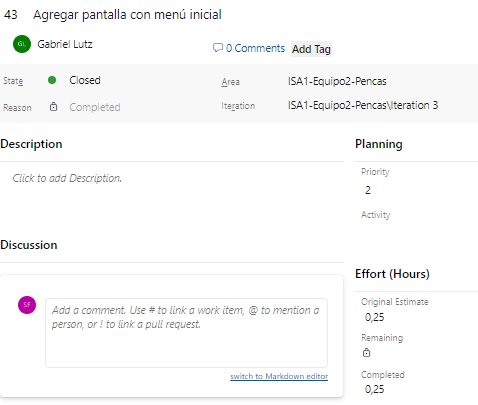 43 Agregar pantalla con menú inicial
GL Gabriel Lutz 0 Comments Add Tag
State Closed Area ISA1-Equipo2-Pencas
Reason Completed Iteration ISA1-Equipo2-Pencas\Iteration 3
Description
Click to add Description.
Planning
Priority
2
Activity
Discussion
SF
Add a comment. Use # to link a work item, @ to mention a
person, or ! to link a pull request.
switch to Markdown editor
Effort (Hours)
Original Estimate
0,25
Remaining
Completed
0,25